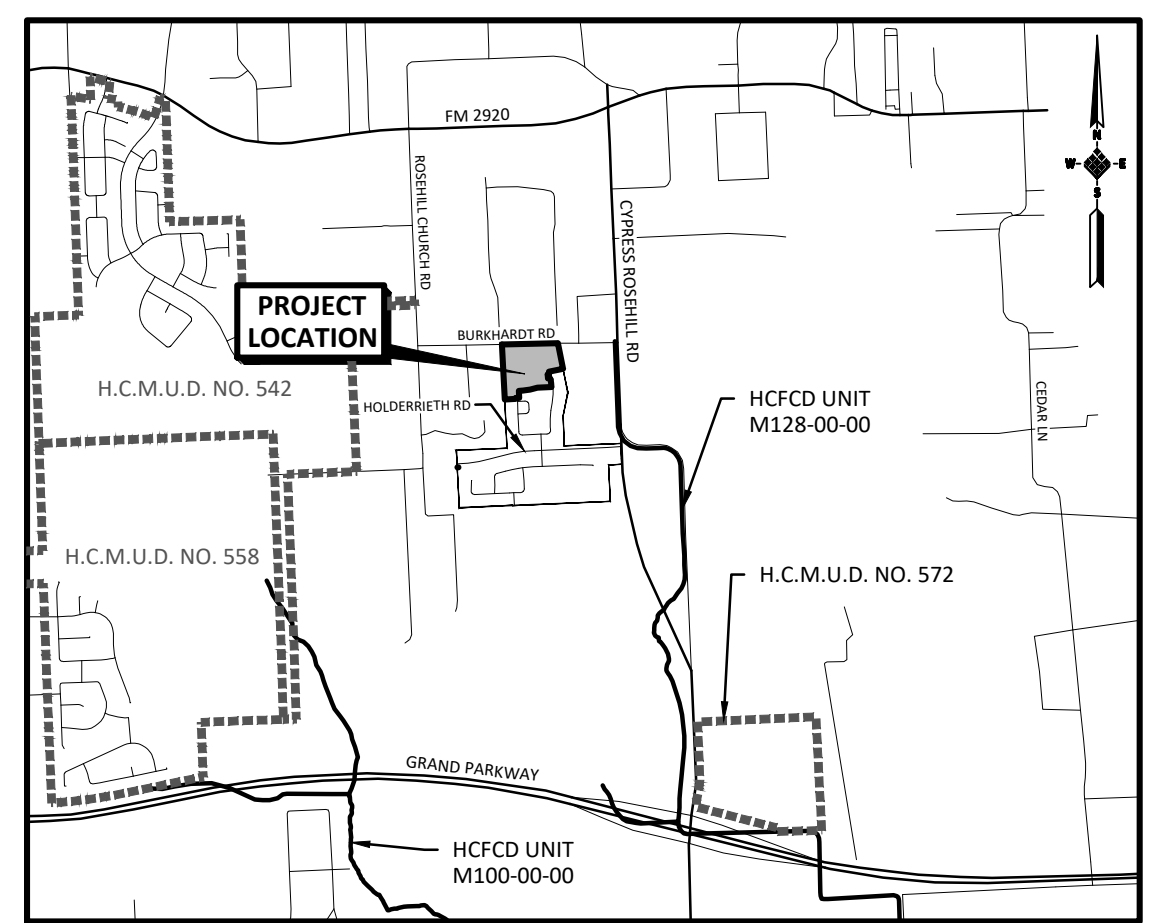 FM 2920
N
W
E
S
ROSEHILL CHURCH RD
CYPRESS ROSEHILL RD
PROJECT
LOCATION
BURKHARDT RD
H.C.M.U.D. NO. 542
HOLDERRIETH RD
HCFCD UNIT
M128-00-00
CEDAR LN
H.C.M.U.D. NO. 558
H.C.M.U.D. NO. 572
GRAND PARKWAY
HCFCD UNIT
M100-00-00